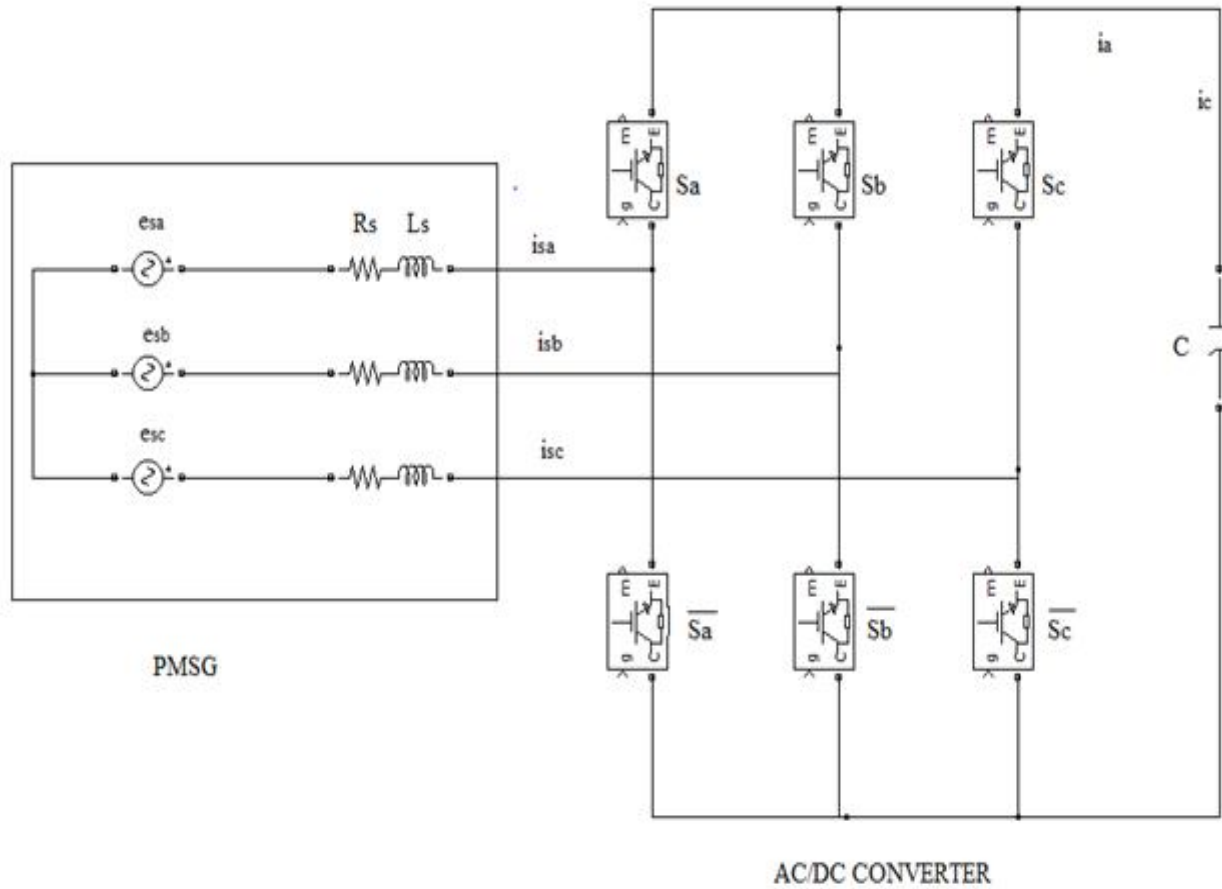 ia
ic
m E
g C
Sa
m E
g C
Sb
m E
g C
Sc
esa
Rs Ls
isa
esb
isb
C
esc
isc
m E
g C
Sa
m E
g C
Sb
m E
g C
Sc
PMSG
AC/DC CONVERTER